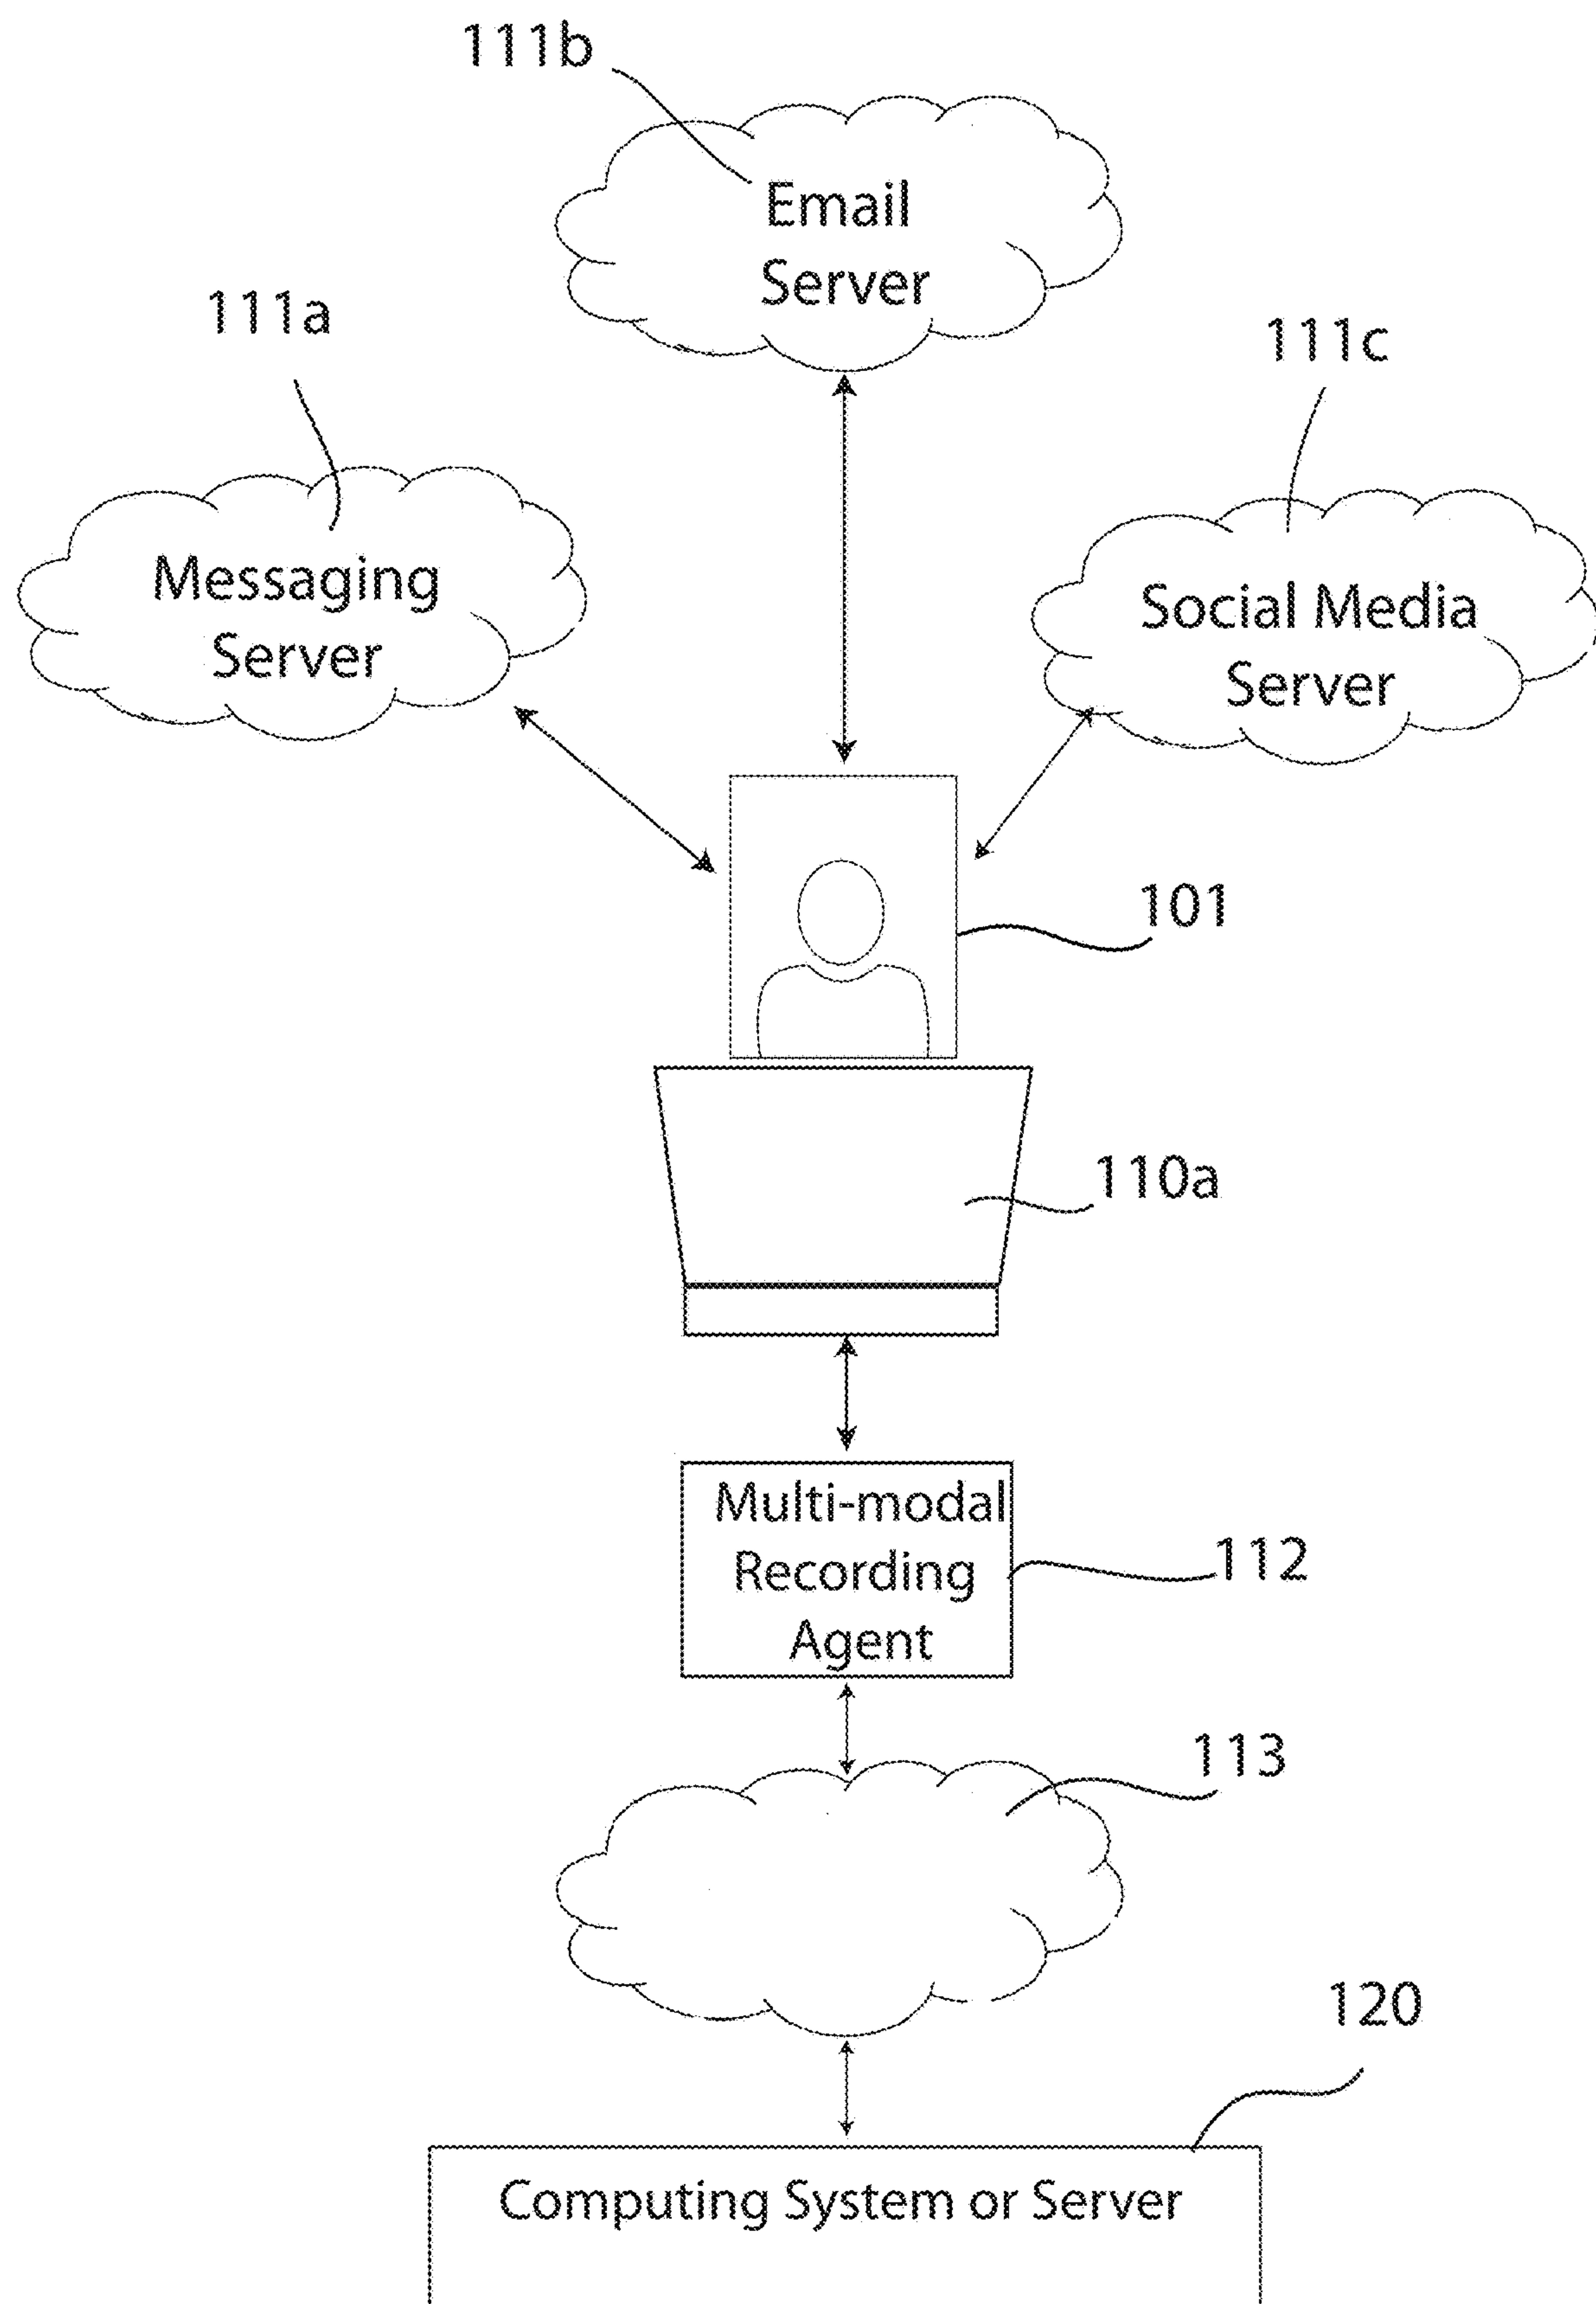 111b
Email
Server
111a
111c
Messaging
Server
Social Media
Server
101
110a
Multi-modal
Recording
Agent
112
113
120
Computing System or Server